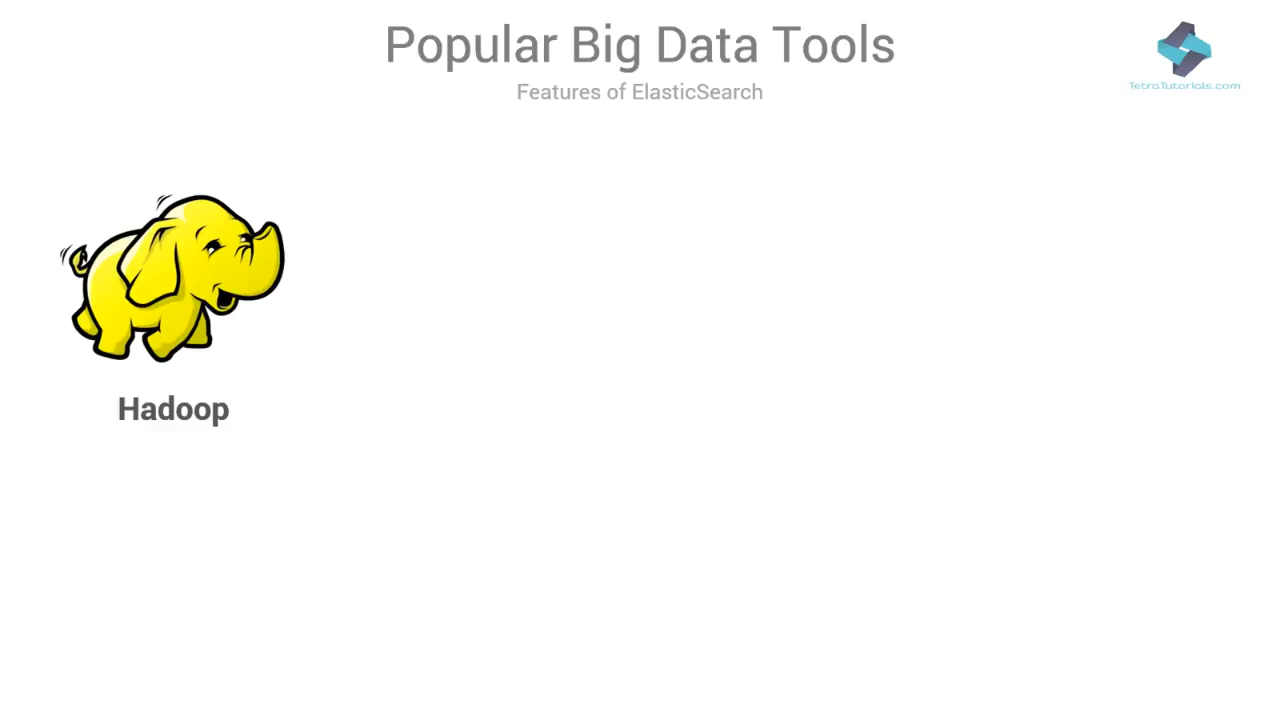 Popular Big Data Tools
Features of ElasticSearch
TetraTutorials.com
Hadoop